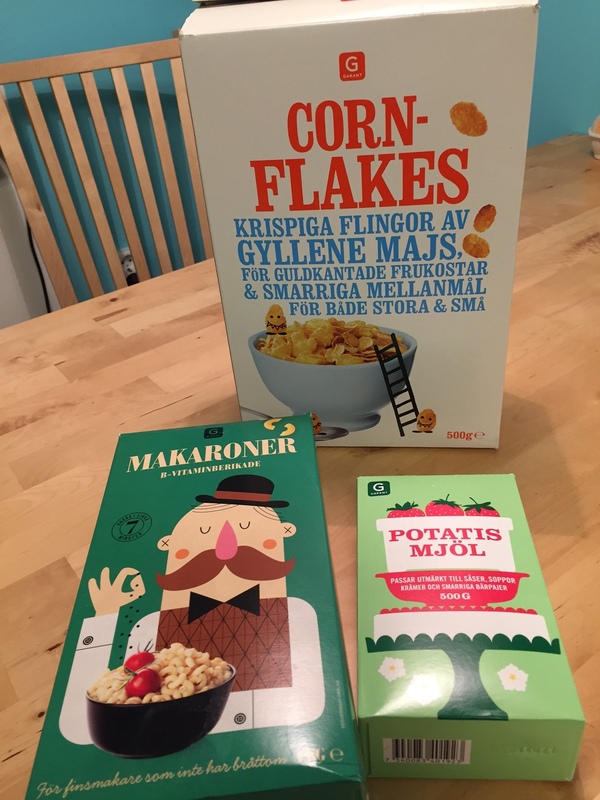 G
GARANT
CORN-
FLAKES
KRISPIGA FLINGOR AV
GYLLENE MAJS,
FÖR GULDKANTADE FRUKOSTAR
& SMARRIGA MELLANMÅL
FÖR BÅDE STORA & SMÅ
500g e
G
MAKARONER
B-VITAMINBERIKADE
7
MINUTER
För finsmakare som inte har bråttom
G e
G
GARANT
POTATIS
MJÖL
PASSAR UTMÄRKT TILL SÅSER, SOPPOR
KRÄMER OCH SMARRIGA BÄRPAJER
500 G